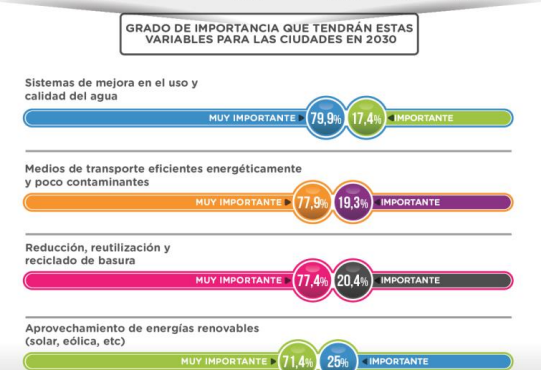 GRADO DE IMPORTANCIA QUE TENDRÁN ESTAS
VARIABLES PARA LAS CIUDADES EN 2030
Sistemas de mejora en el uso y
calidad del agua
MUY IMPORTANTE 79,9% 17,4% IMPORTANTE
Medios de transporte eficientes energéticamente
y poco contaminantes
MUY IMPORTANTE 77,9% 19,3% IMPORTANTE
Reducción, reutilización y
reciclado de basura
MUY IMPORTANTE 77,4% 20,4% IMPORTANTE
Aprovechamiento de energías renovables
(solar, eólica, etc)
MUY IMPORTANTE 71,4% 25% IMPORTANTE